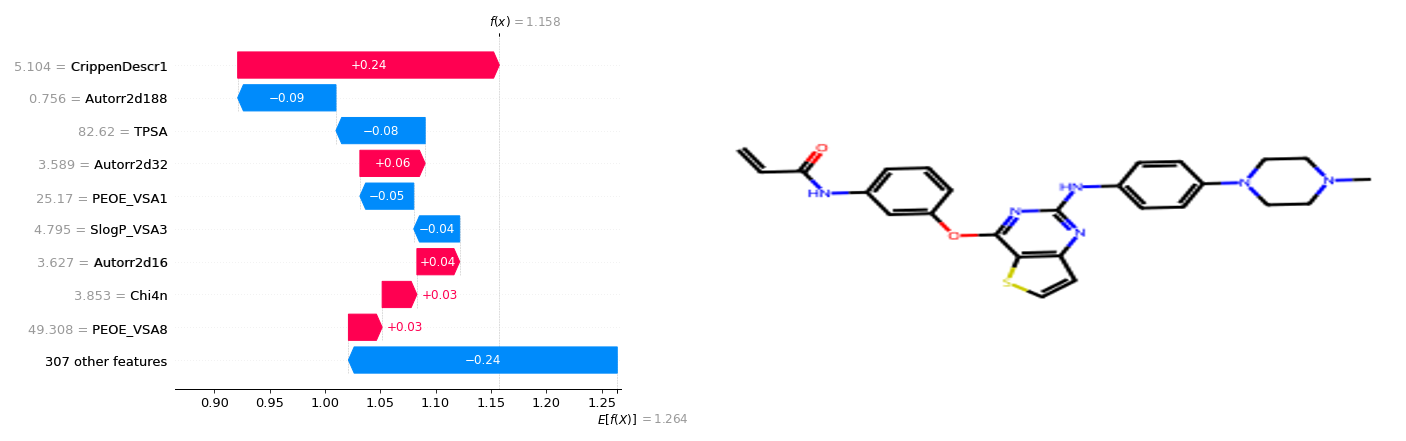 f(x) = 1.158
5.104 = CrippenDescr1
+0.24
0.756 = Autorr2d188
−0.09
82.62 = TPSA
−0.08
3.589 = Autorr2d32
+0.06
25.17 = PEOE_VSA1
−0.05
4.795 = SlogP_VSA3
−0.04
3.627 = Autorr2d16
+0.04
3.853 = Chi4n
+0.03
49.308 = PEOE_VSA8
+0.03
307 other features
−0.24
0.90 0.95 1.00 1.05 1.10 1.15 1.20 1.25
E[f(X)] = 1.264
O
HN
O
N
HN
N
S
N
N